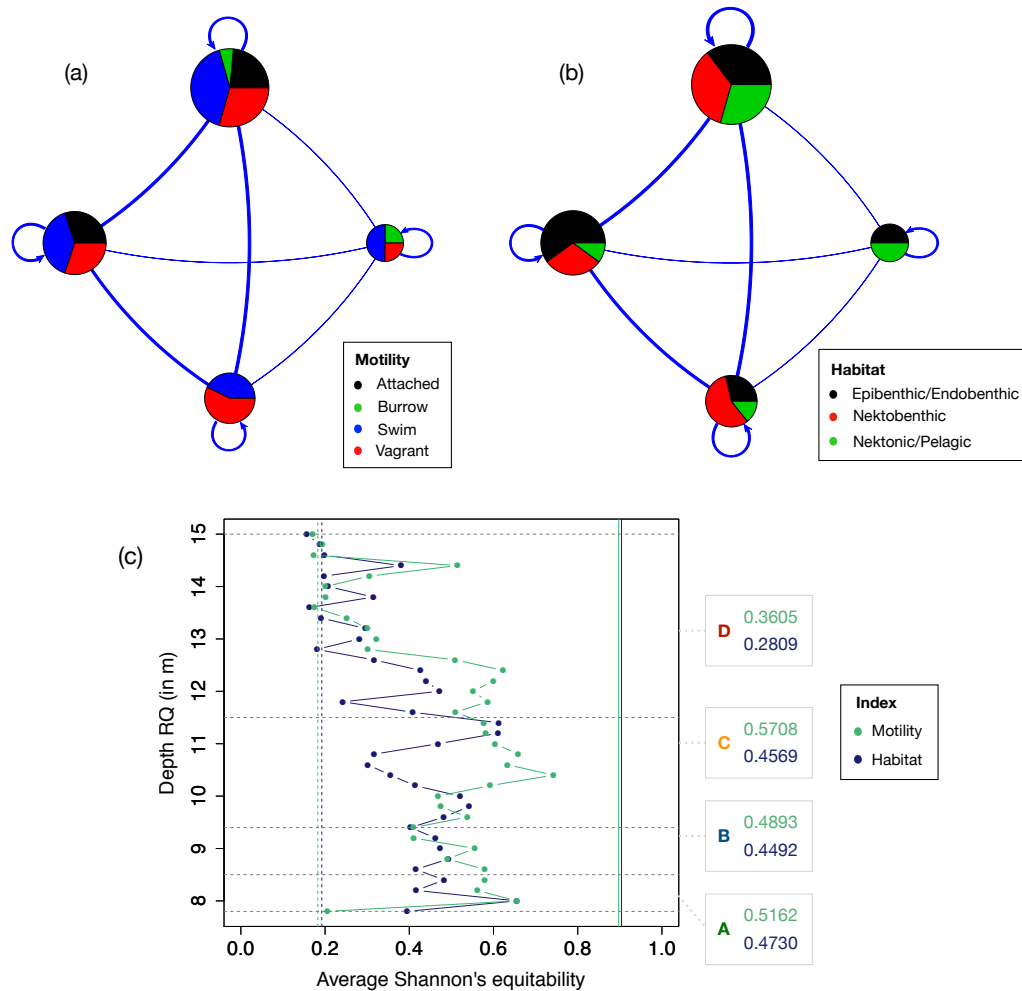 (a)
(b)
Motility
Attached
Burrow
Swim
Vagrant
Habitat
Epibenthic/Endobenthic
Nektobenthic
Nektonic/Pelagic
(c)
Depth RQ (in m)
15
14
13
12
11
10
9
8
0.0 0.2 0.4 0.6 0.8 1.0
Average Shannon's equitability
D
0.3605
0.2809
C
0.5708
0.4569
B
0.4893
0.4492
A
0.5162
0.4730
Index
Motility
Habitat